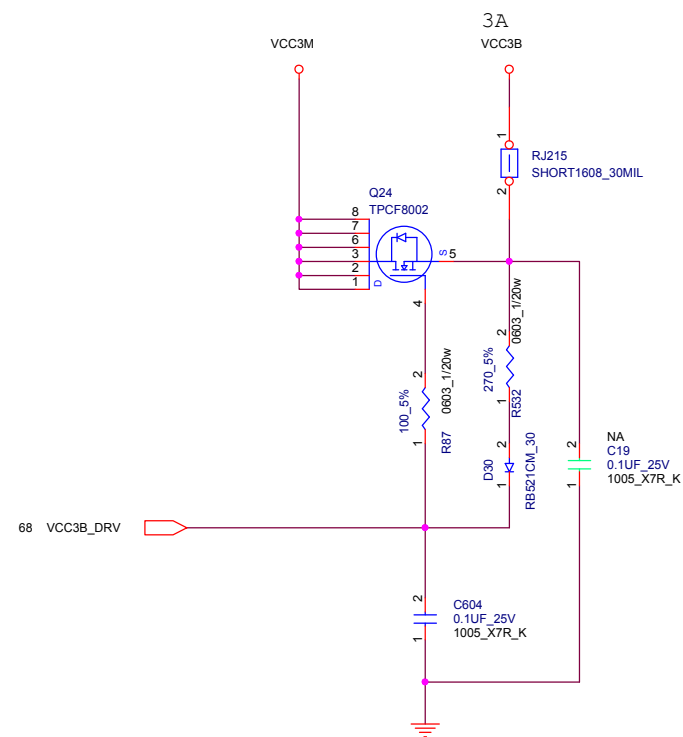 3A
VCC3M
VCC3B
1
RJ215
SHORT1608_30MIL
2
Q24
TPCF8002
8
7
6
3
2
1
D
S 5
4
2
0603_1/20w
100_5%
1
R87
2
0603_1/20w
270_5%
1
R532
2
D30
1
RB521CM_30
2
NA
C19
0.1UF_25V
1005_X7R_K
1
68 VCC3B_DRV
2
C604
0.1UF_25V
1005_X7R_K
1